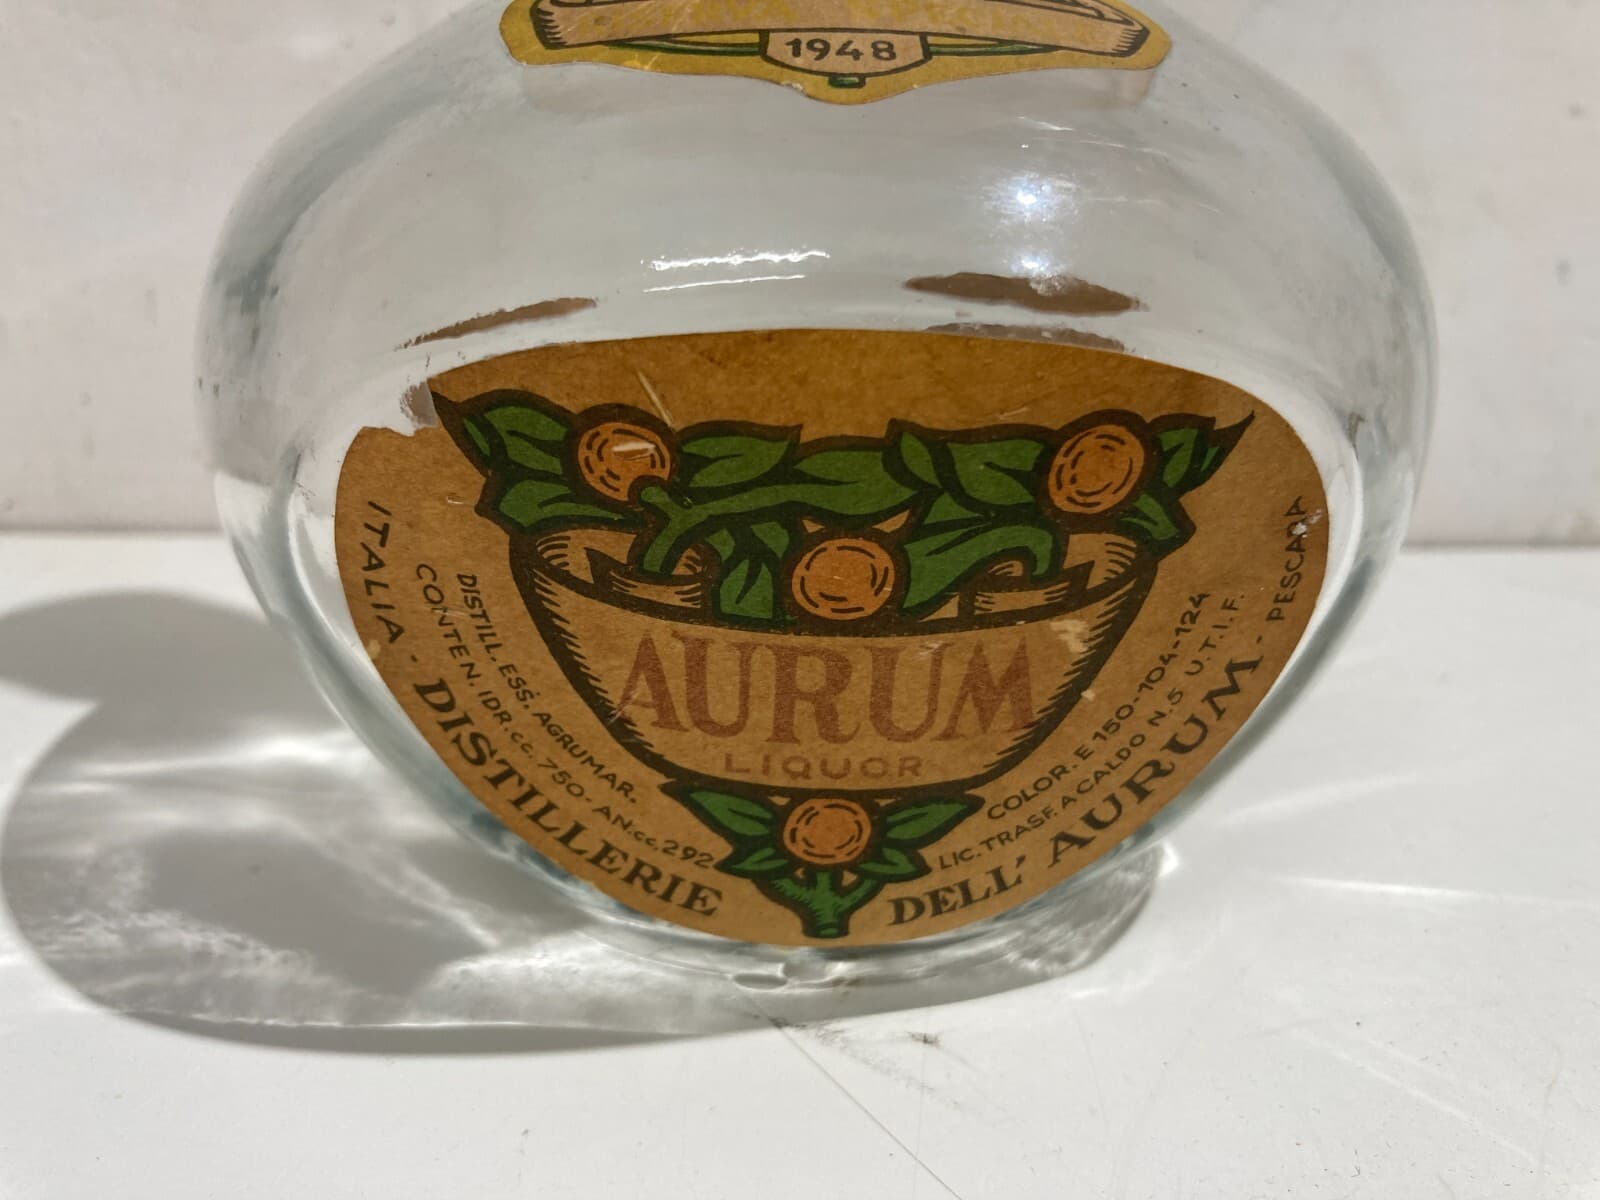 1948
AURUM
LIQUOR
DISTILL. ESS. AGRUMAR.
CONTEN. IDR. cc. 750 - AN. cc. 292
COLOR. E 150-104-124
LIC. TRASF. A CALDO N. 5 U.T.I.F.
ITALIA - DISTILLERIE DELL' AURUM - PESCARA